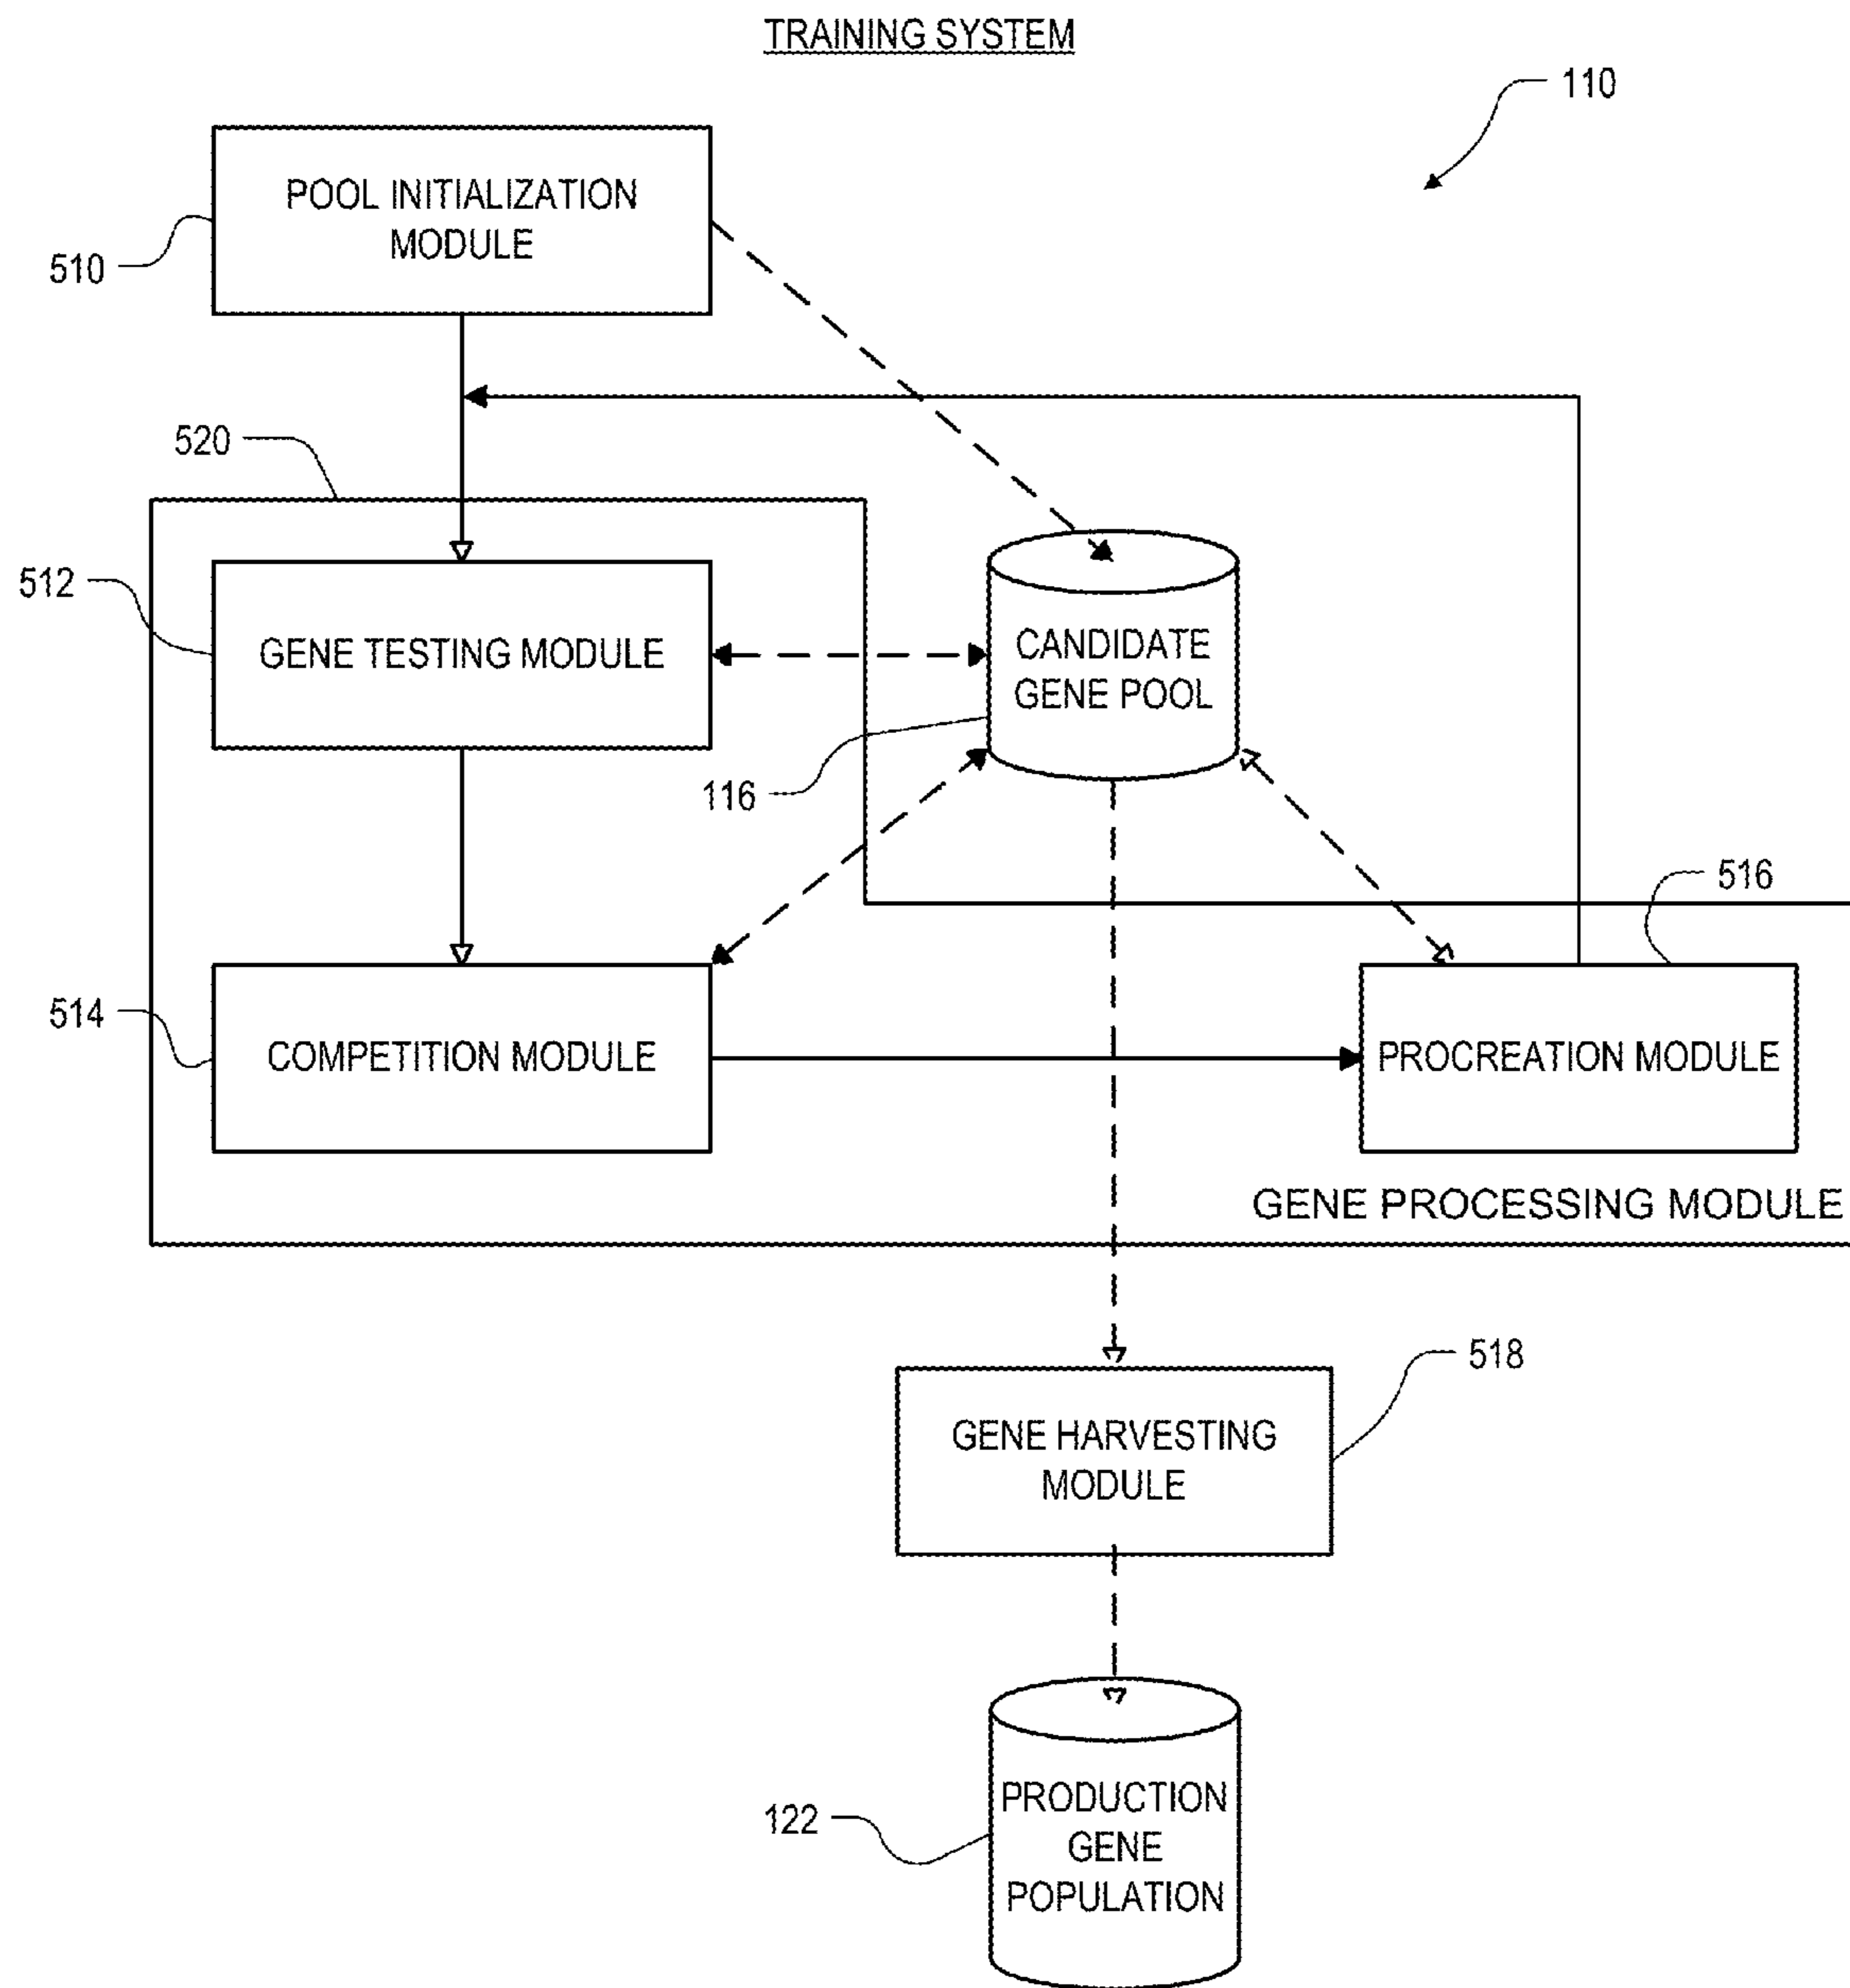 TRAINING SYSTEM
110
POOL INITIALIZATION
MODULE
510
520
512
GENE TESTING MODULE
CANDIDATE
GENE POOL
116
516
514
COMPETITION MODULE
PROCREATION MODULE
GENE PROCESSING MODULE
518
GENE HARVESTING
MODULE
122
PRODUCTION
GENE
POPULATION